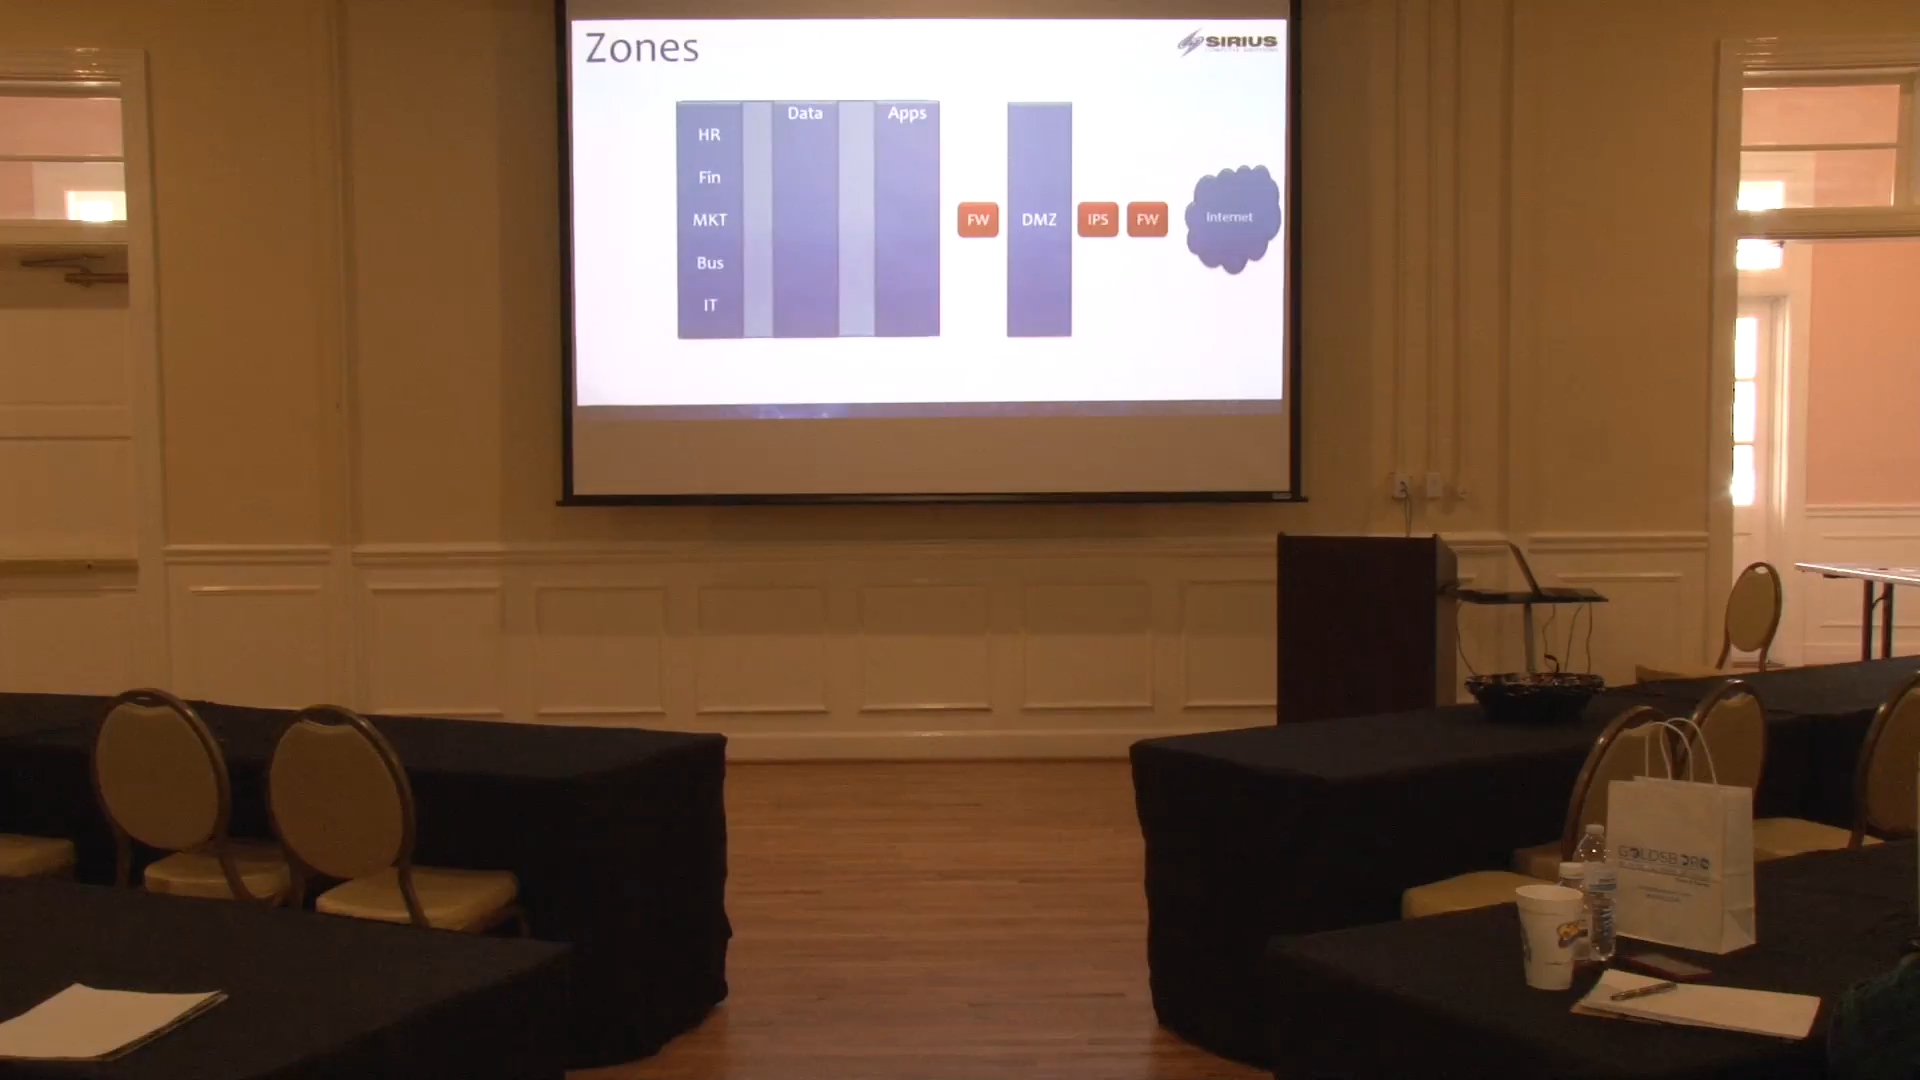 Zones
SIRIUS
Data
Apps
HR
Fin
MKT
Bus
IT
FW
DMZ
IPS
FW
Internet